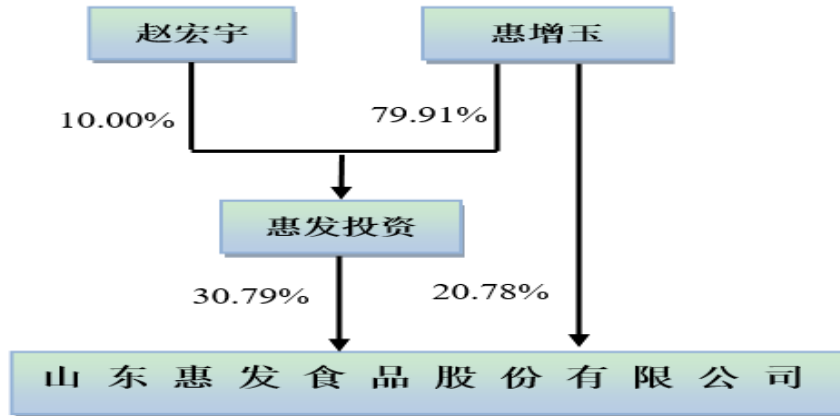 赵宏宇 惠增玉
10.00% 79.91%
惠发投资
30.79% 20.78%
山东惠发食品股份有限公司